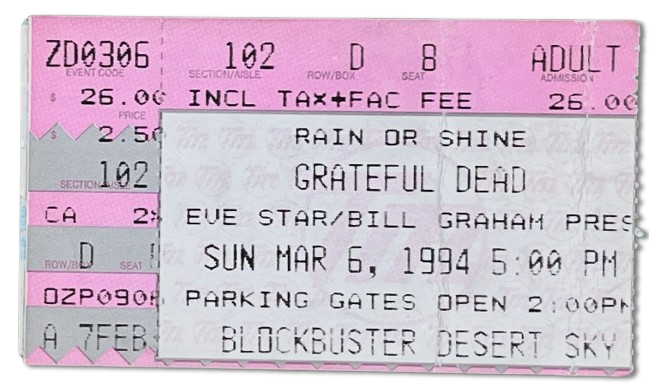 ZD0306 102 D 8 ADULT
EVENT CODE SECTION/AISLE ROW/BOX SEAT ADMISSION
$ 26.00 INCL TAX+FAC FEE 26.00
PRICE
$ 2.50 RAIN OR SHINE
102 GRATEFUL DEAD
SECTION/AISLE
CA EVE STAR/BILL GRAHAM PRES
D SUN MAR 6, 1994 5:00 PM
ROW/BOX SEAT
PARKING GATES OPEN 2:00PM
A 7FEB BLOCKBUSTER DESERT SKY